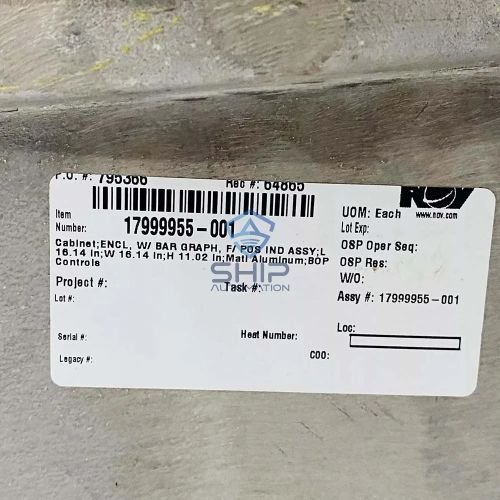 P.O. #: 795366 Rec #: 64865
NOV
www.nov.com
Item
Number: 17999955-001
UOM: Each
Lot Exp:
Cabinet;ENCL, W/ BAR GRAPH, F/ POS IND ASSY;L
16.14 In;W 16.14 In;H 11.02 In;Matl Aluminum;BOP
Controls
OSP Oper Seq:
OSP Res:
W/O:
Project #: Task #:
Assy #: 17999955-001
Lot #:
Serial #: Heat Number:
Loc:
Legacy #: COO:
SHIP
AUTOMATION